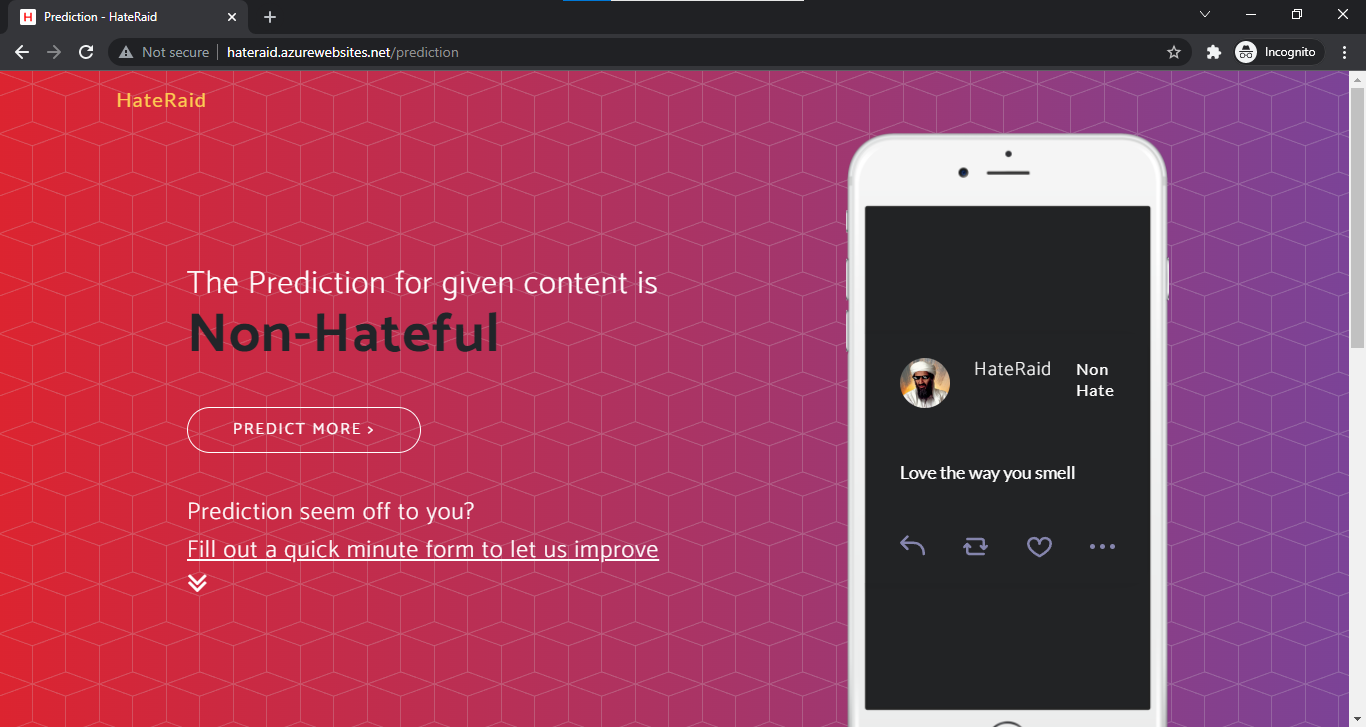 Prediction - HateRaid
Not secure
hateraid.azurewebsites.net/prediction
Incognito
HateRaid
The Prediction for given content is
Non-Hateful
PREDICT MORE >
Prediction seem off to you?
Fill out a quick minute form to let us improve
HateRaid
Non
Hate
Love the way you smell